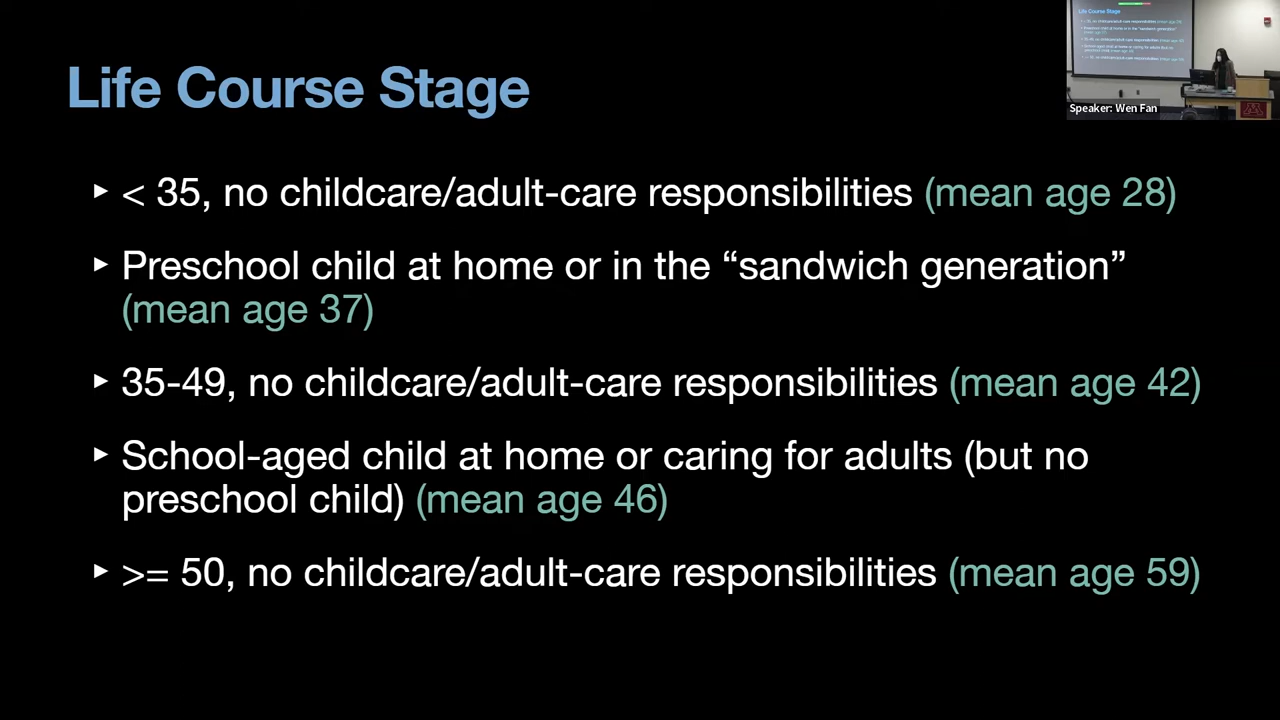 Life Course Stage
‣ < 35, no childcare/adult-care responsibilities (mean age 28)
‣ Preschool child at home or in the “sandwich generation”
(mean age 37)
‣ 35-49, no childcare/adult-care responsibilities (mean age 42)
‣ School-aged child at home or caring for adults (but no
preschool child) (mean age 46)
‣ >= 50, no childcare/adult-care responsibilities (mean age 59)
Life Course Stage
Speaker: Wen Fan